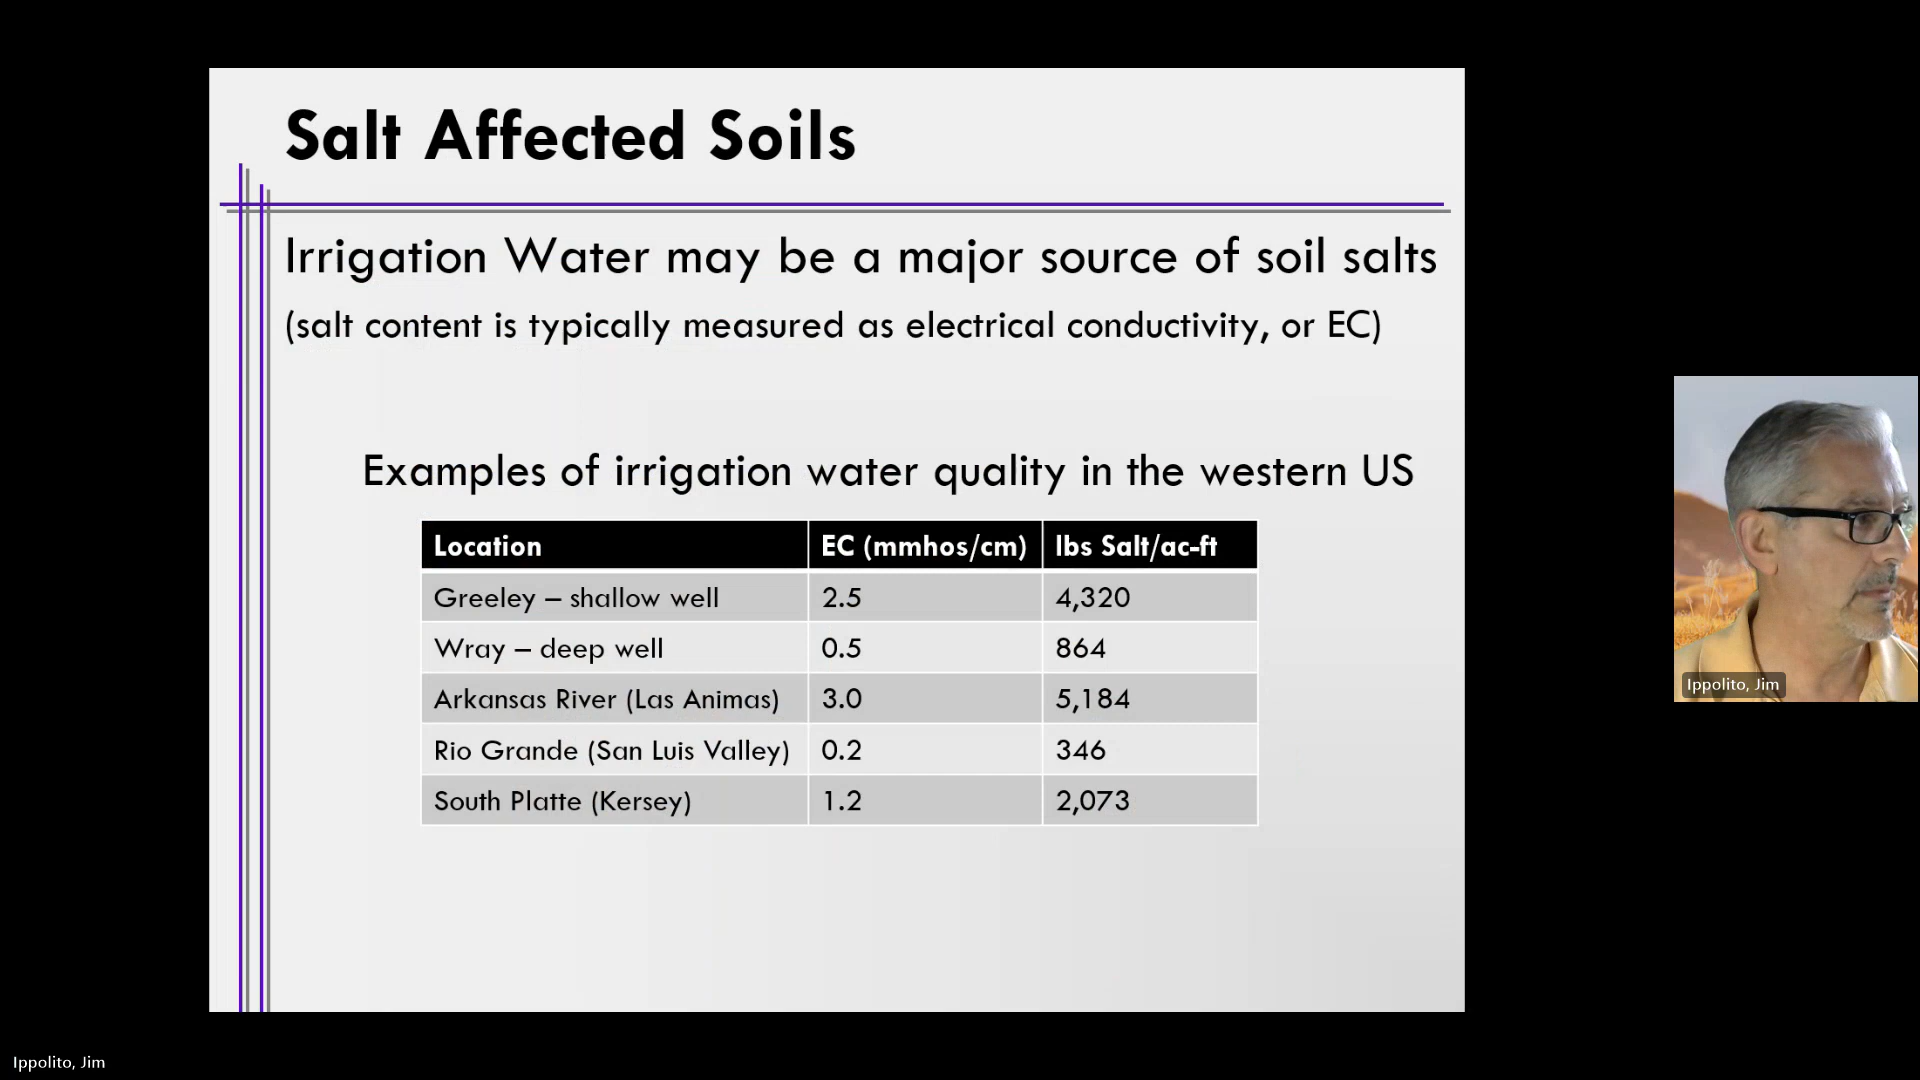 Salt Affected Soils
Irrigation Water may be a major source of soil salts
(salt content is typically measured as electrical conductivity, or EC)
Examples of irrigation water quality in the western US
Location EC (mmhos/cm) lbs Salt/ac-ft
Greeley – shallow well 2.5 4,320
Wray – deep well 0.5 864
Arkansas River (Las Animas) 3.0 5,184
Rio Grande (San Luis Valley) 0.2 346
South Platte (Kersey) 1.2 2,073
Ippolito, Jim
Ippolito, Jim